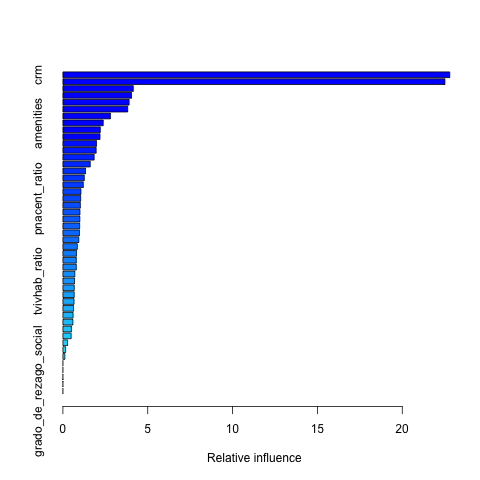 crm
amenities
pnacent_ratio
tvivhab_ratio
grado_de_rezago_social
0 5 10 15 20
Relative influence